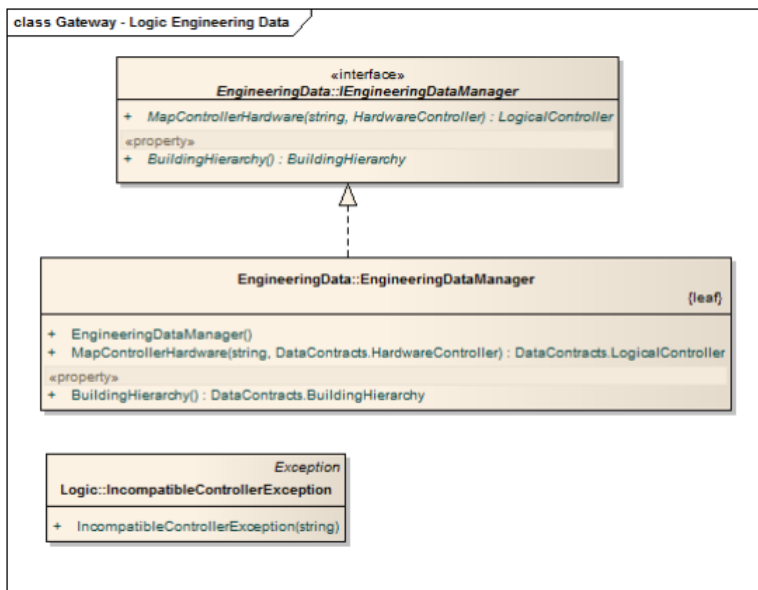 class Gateway - Logic Engineering Data
«interface»
EngineeringData::IEngineeringDataManager
+ MapControllerHardware(string, HardwareController) : LogicalController
«property»
+ BuildingHierarchy() : BuildingHierarchy
EngineeringData::EngineeringDataManager
{leaf}
+ EngineeringDataManager()
+ MapControllerHardware(string, DataContracts.HardwareController) : DataContracts.LogicalController
«property»
+ BuildingHierarchy() : DataContracts.BuildingHierarchy
Exception
Logic::IncompatibleControllerException
+ IncompatibleControllerException(string)